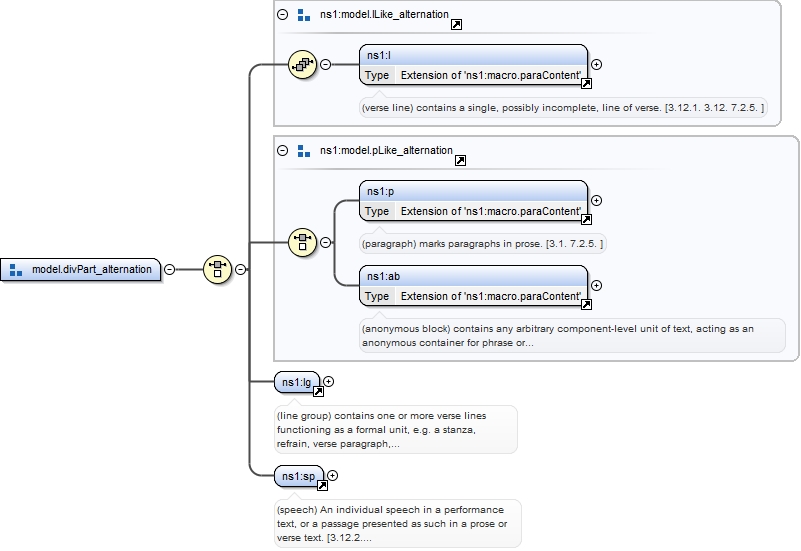 ns1:model.lLike_alternation
ns1:l
Type Extension of 'ns1:macro.paraContent'
(verse line) contains a single, possibly incomplete, line of verse. [3.12.1. 3.12. 7.2.5. ]
ns1:model.pLike_alternation
ns1:p
Type Extension of 'ns1:macro.paraContent'
(paragraph) marks paragraphs in prose. [3.1. 7.2.5. ]
model.divPart_alternation
ns1:ab
Type Extension of 'ns1:macro.paraContent'
(anonymous block) contains any arbitrary component-level unit of text, acting as an
anonymous container for phrase or...
ns1:lg
(line group) contains one or more verse lines
functioning as a formal unit, e.g. a stanza,
refrain, verse paragraph,...
ns1:sp
(speech) An individual speech in a performance
text, or a passage presented as such in a prose or
verse text. [3.12.2....